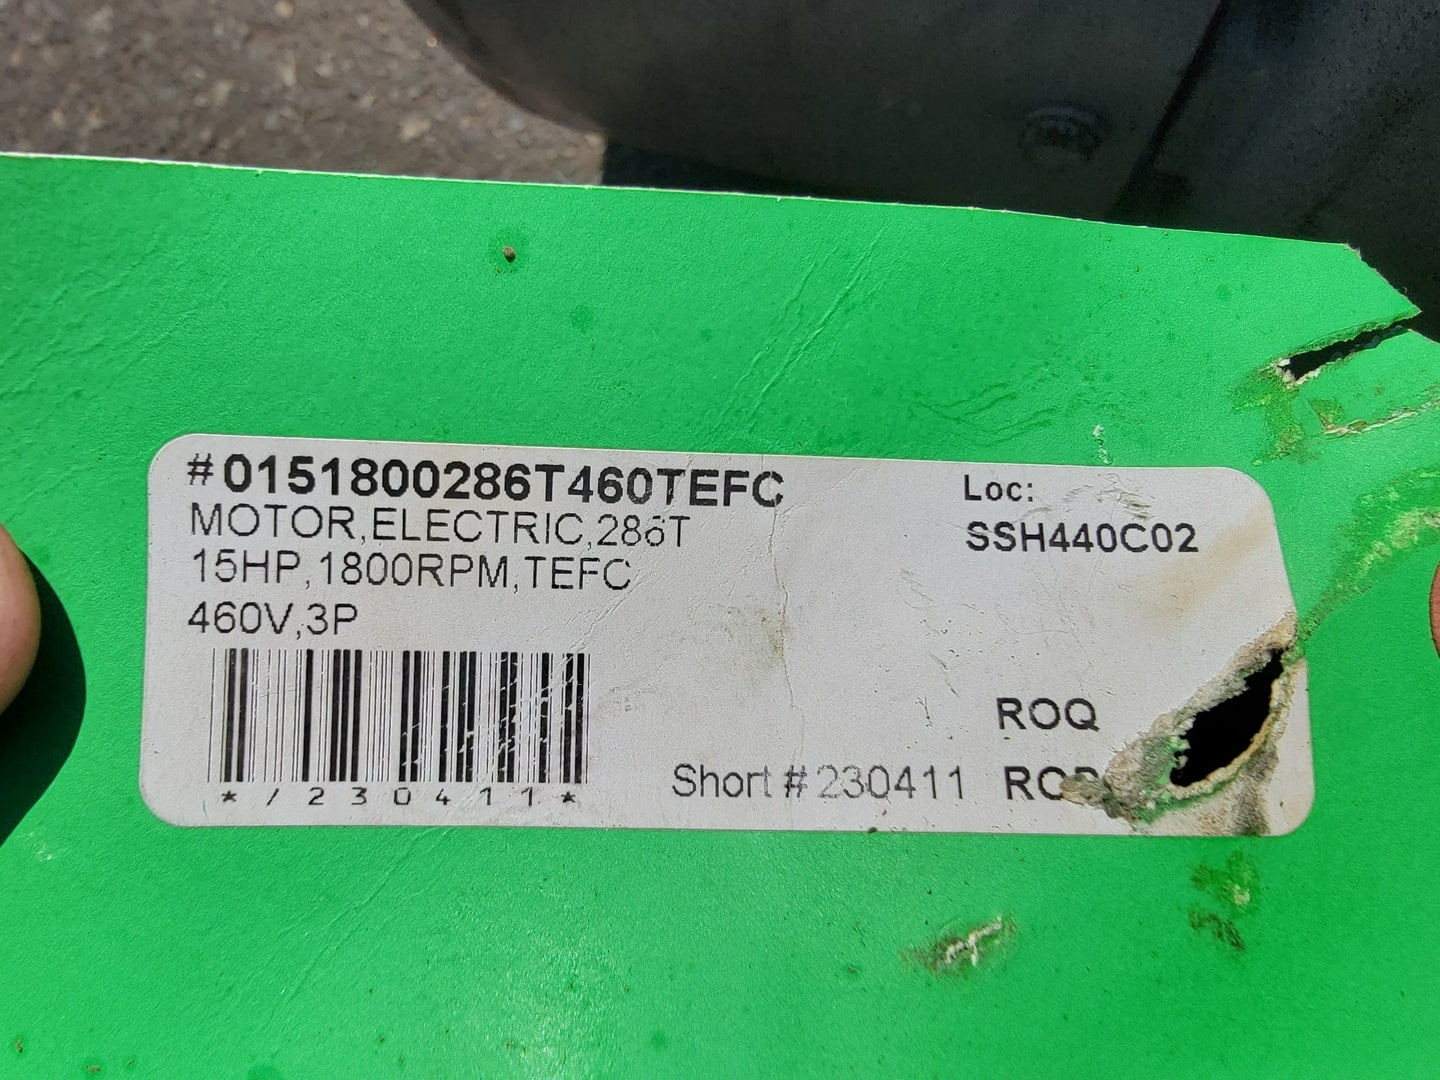 #0151800286T460TEFC
MOTOR,ELECTRIC,286T
15HP,1800RPM,TEFC
460V,3P
*/230411*
Loc:
SSH440C02
ROQ
Short # 230411